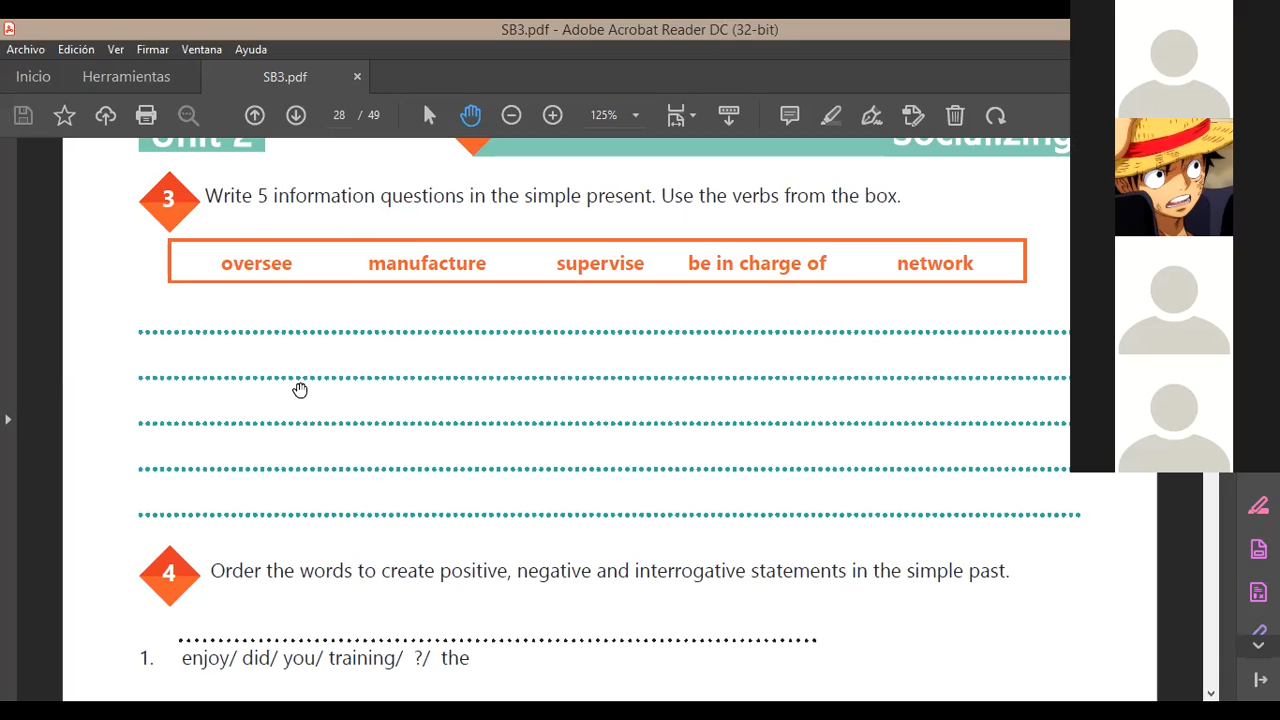 SB3.pdf - Adobe Acrobat Reader DC (32-bit)
Archivo Edición Ver Firmar Ventana Ayuda
Inicio Herramientas SB3.pdf ×
28 / 49 125%
Unit 2 Socializing
3 Write 5 information questions in the simple present. Use the verbs from the box.
oversee manufacture supervise be in charge of network
4 Order the words to create positive, negative and interrogative statements in the simple past.
1. enjoy/ did/ you/ training/ ?/ the